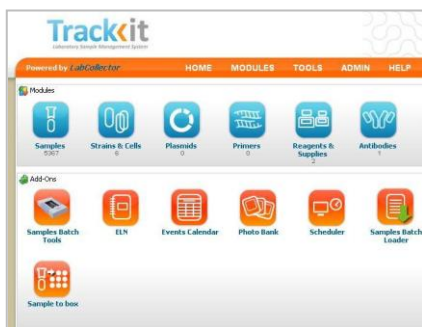 Track<it
Laboratory Sample Management System
Powered by LabCollector HOME MODULES TOOLS ADMIN HELP
Modules
Samples Strains & Cells Plasmids Primers Reagents & Supplies Antibodies
5367 6 0 0 2 1
Add-Ons
Samples Batch Tools ELN Events Calendar Photo Bank Scheduler Samples Batch Loader
Sample to box